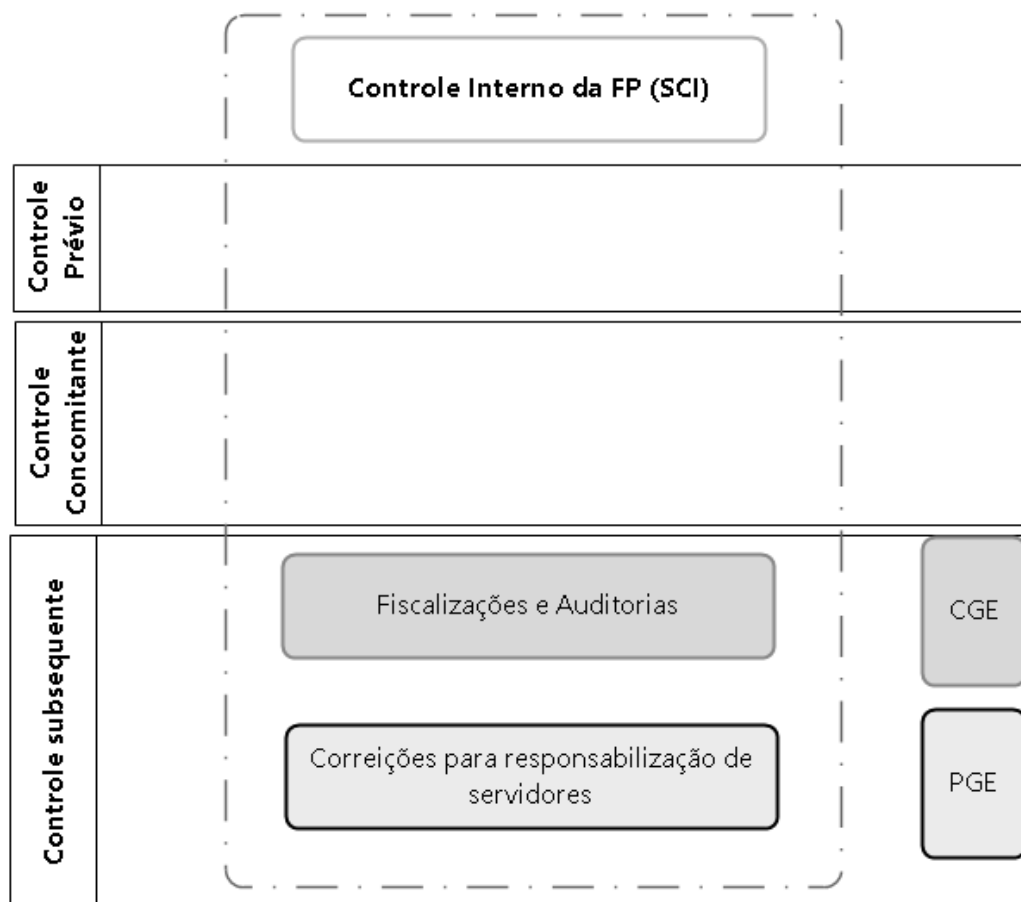 Controle Interno da FP (SCI)
Controle
Prévio
Controle
Concomitante
Controle subsequente
Fiscalizações e Auditorias
CGE
Correições para responsabilização de
servidores
PGE